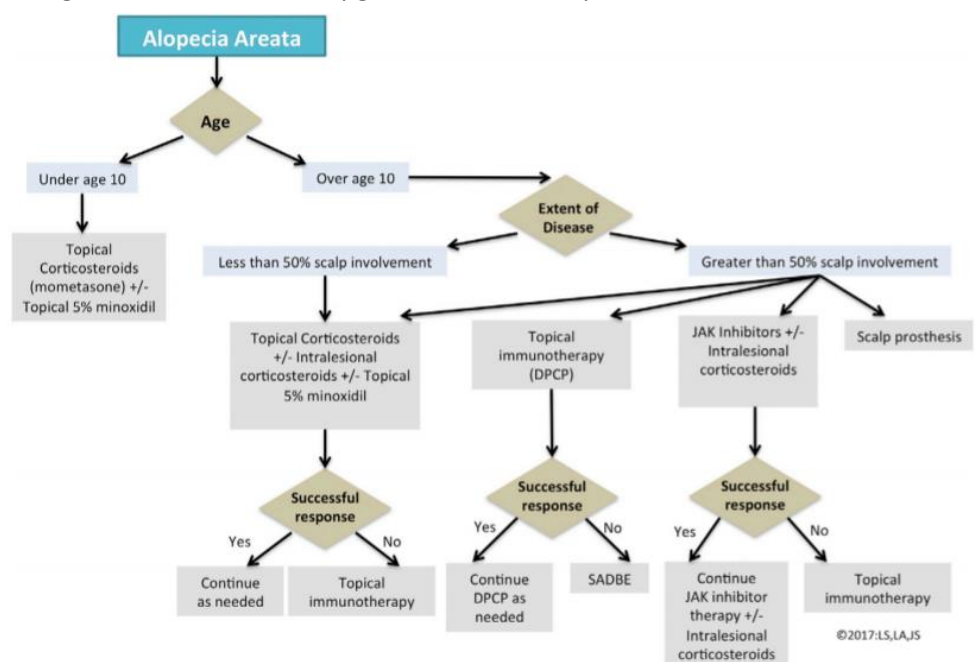 Alopecia Areata
Age
Under age 10
Over age 10
Extent of
Disease
Topical
Corticosteroids
(mometasone) +/-
Topical 5% minoxidil
Less than 50% scalp involvement
Greater than 50% scalp involvement
Topical Corticosteroids
+/- Intralesional
corticosteroids +/- Topical
5% minoxidil
Topical
immunotherapy
(DPCP)
JAK Inhibitors +/-
Intralesional
corticosteroids
Scalp prosthesis
Successful
response
Successful
response
Successful
response
Yes
No
Yes
No
Yes
No
Continue
as needed
Topical
immunotherapy
Continue
DPCP as
needed
SADBE
Continue
JAK inhibitor
therapy +/-
Intralesional
corticosteroids
Topical
immunotherapy
©2017:LS,LA,JS